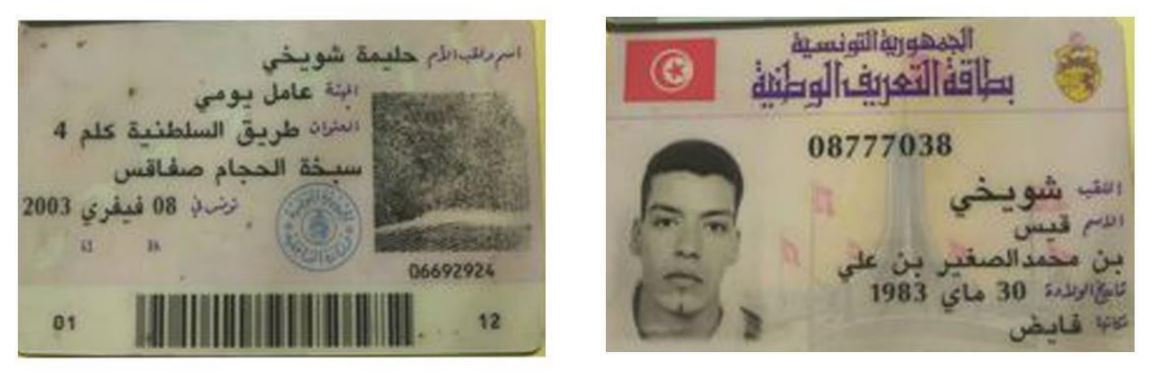 اسم ولقب الأم حليمة شويخي
المهنة عامل يومي
العنوان طريق السلطنية كلم 4
سبخة الحجام صفاقس
تونس في 08 فيفري 2003
06692924
01
12
الجمهورية التونسية
بطاقة التعريف الوطنية
08777038
اللقب شويخي
الاسم قيس
بن محمد الصغير بن علي
تاريخ الولادة 30 ماي 1983
مكانها فايض